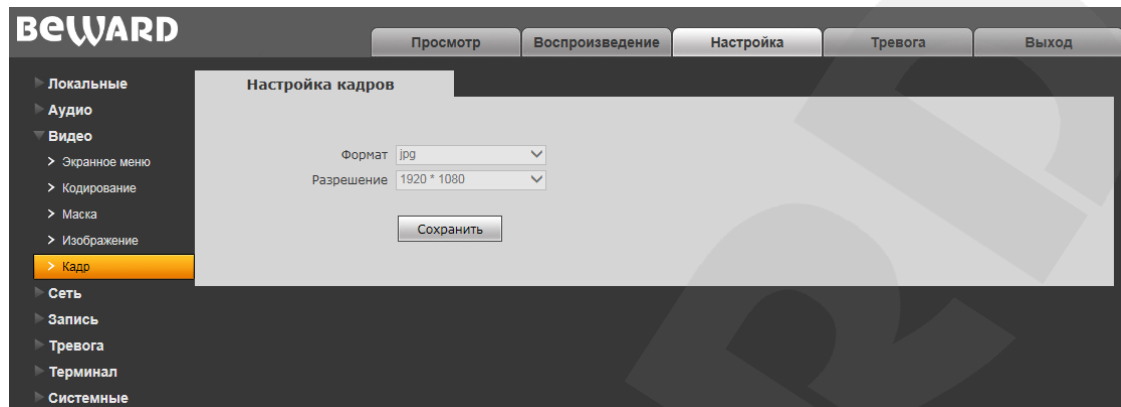 BEWARD
Просмотр Воспроизведение Настройка Тревога Выход
Локальные
Аудио
Видео
Экранное меню
Кодирование
Маска
Изображение
Кадр
Сеть
Запись
Тревога
Терминал
Системные
Настройка кадров
Формат jpg
Разрешение 1920 * 1080
Сохранить